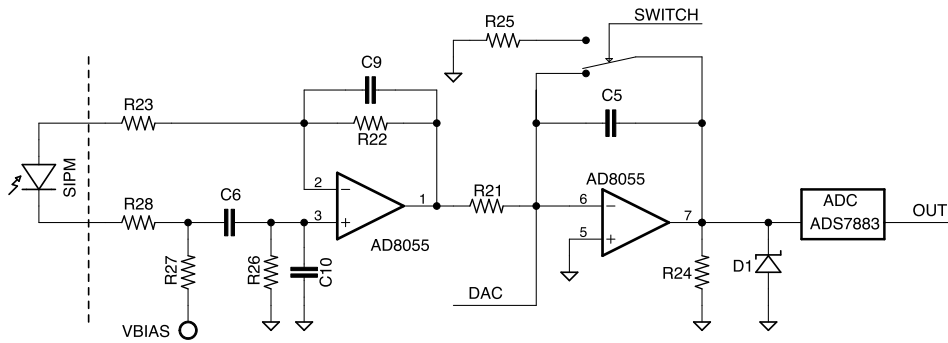 R25
SWITCH
C9
C5
R23
R22
SIPM
2
1
R21
AD8055
6
7
ADC
ADS7883
OUT
R28
C6
3
AD8055
5
R27
R26
C10
R24
D1
DAC
VBIAS